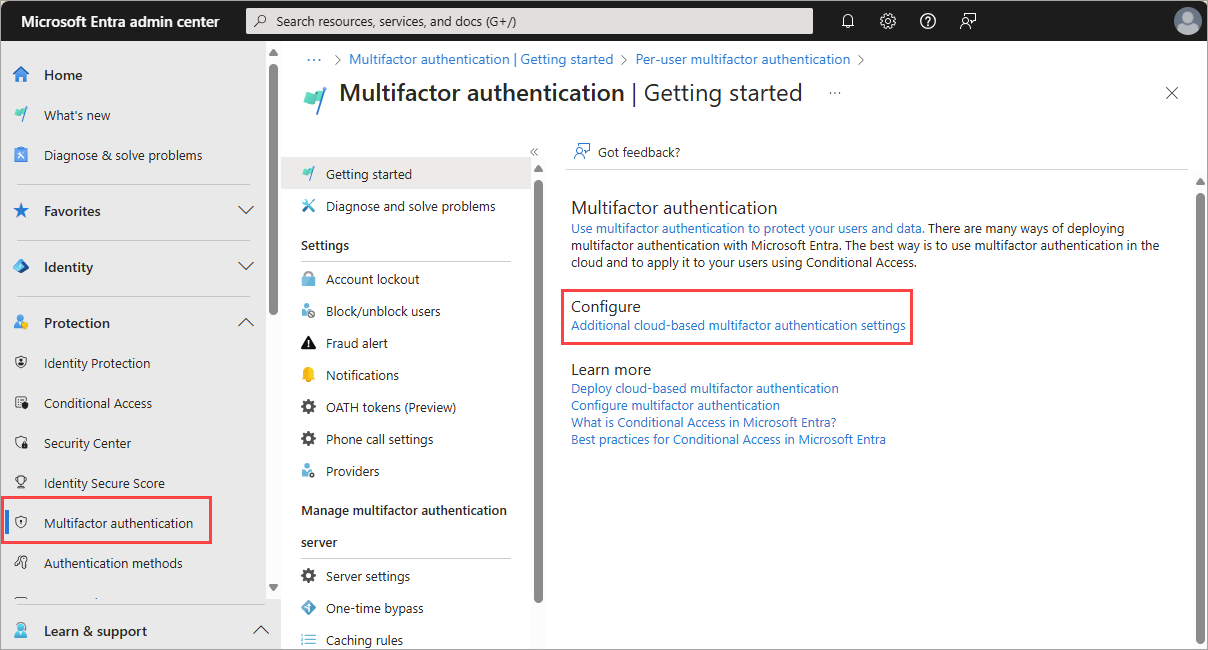 Microsoft Entra admin center
Search resources, services, and docs (G+/)
Home
What's new
Diagnose & solve problems
Favorites
Identity
Protection
Identity Protection
Conditional Access
Security Center
Identity Secure Score
Multifactor authentication
Authentication methods
Learn & support
... > Multifactor authentication | Getting started > Per-user multifactor authentication >
Multifactor authentication | Getting started ...
«
Getting started
Diagnose and solve problems
Settings
Account lockout
Block/unblock users
Fraud alert
Notifications
OATH tokens (Preview)
Phone call settings
Providers
Manage multifactor authentication
server
Server settings
One-time bypass
Caching rules
Got feedback?
Multifactor authentication
Use multifactor authentication to protect your users and data. There are many ways of deploying
multifactor authentication with Microsoft Entra. The best way is to use multifactor authentication in the
cloud and to apply it to your users using Conditional Access.
Configure
Additional cloud-based multifactor authentication settings
Learn more
Deploy cloud-based multifactor authentication
Configure multifactor authentication
What is Conditional Access in Microsoft Entra?
Best practices for Conditional Access in Microsoft Entra